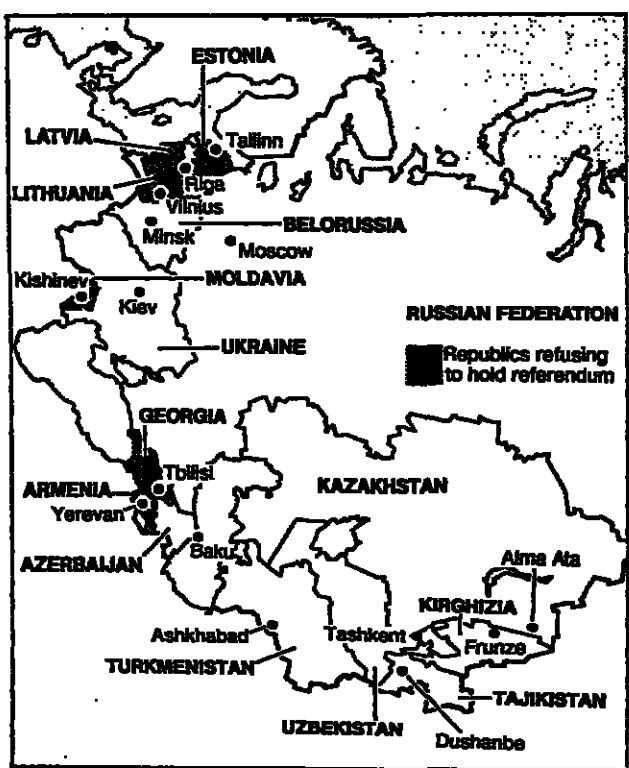 ESTONIA
LATVIA
Tallinn
LITHUANIA
Riga
Vilnius
BELORUSSIA
Minsk
Moscow
Kishinev
MOLDAVIA
Kiev
RUSSIAN FEDERATION
UKRAINE
Republics refusing
to hold referendum
GEORGIA
Tbilisi
KAZAKHSTAN
ARMENIA
Yerevan
AZERBAIJAN
Baku
Alma Ata
KIRGHIZIA
Ashkhabad
Tashkent
Frunze
TURKMENISTAN
TAJIKISTAN
UZBEKISTAN
Dushanbe